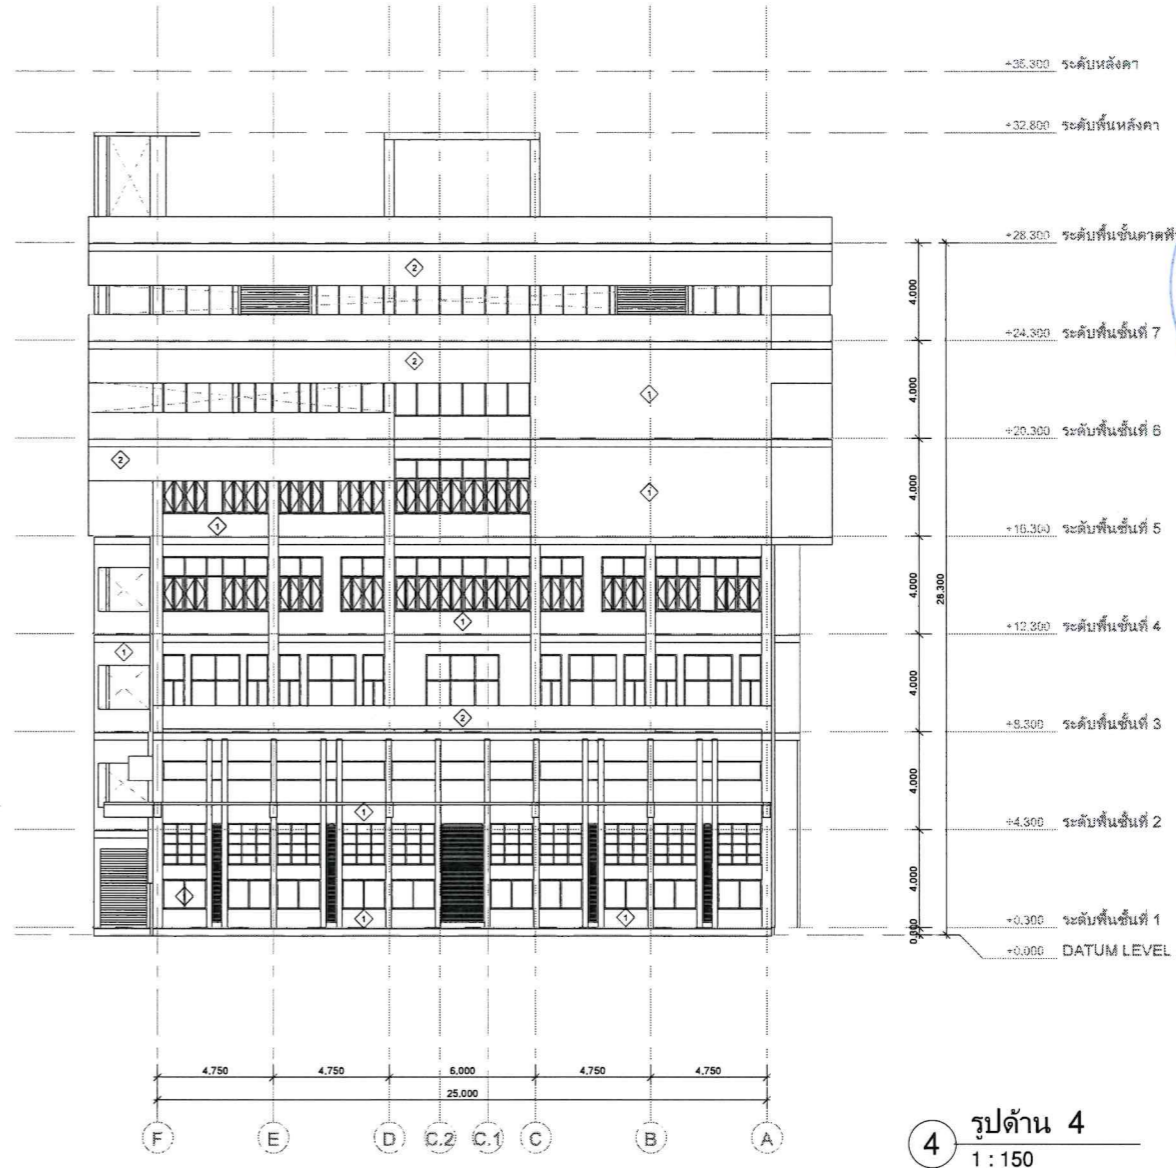 +35.300 ระดับหลังคา
+32.800 ระดับพื้นหลังคา
+28.300 ระดับพื้นชั้นดาดฟ้า
2
4.000
+24.300 ระดับพื้นชั้นที่ 7
2
1
4.000
+20.300 ระดับพื้นชั้นที่ 6
2
1
4.000
1
+16.300 ระดับพื้นชั้นที่ 5
4.000
28.300
1
+12.300 ระดับพื้นชั้นที่ 4
1
4.000
2
+8.300 ระดับพื้นชั้นที่ 3
4.000
1
+4.300 ระดับพื้นชั้นที่ 2
4.000
1
1
1
+0.300 ระดับพื้นชั้นที่ 1
0.300
+0.000 DATUM LEVEL
4.750 4.750 6.000 4.750 4.750
25.000
F E D C.2 C.1 C B A
4 รูปด้าน 4
1 : 150